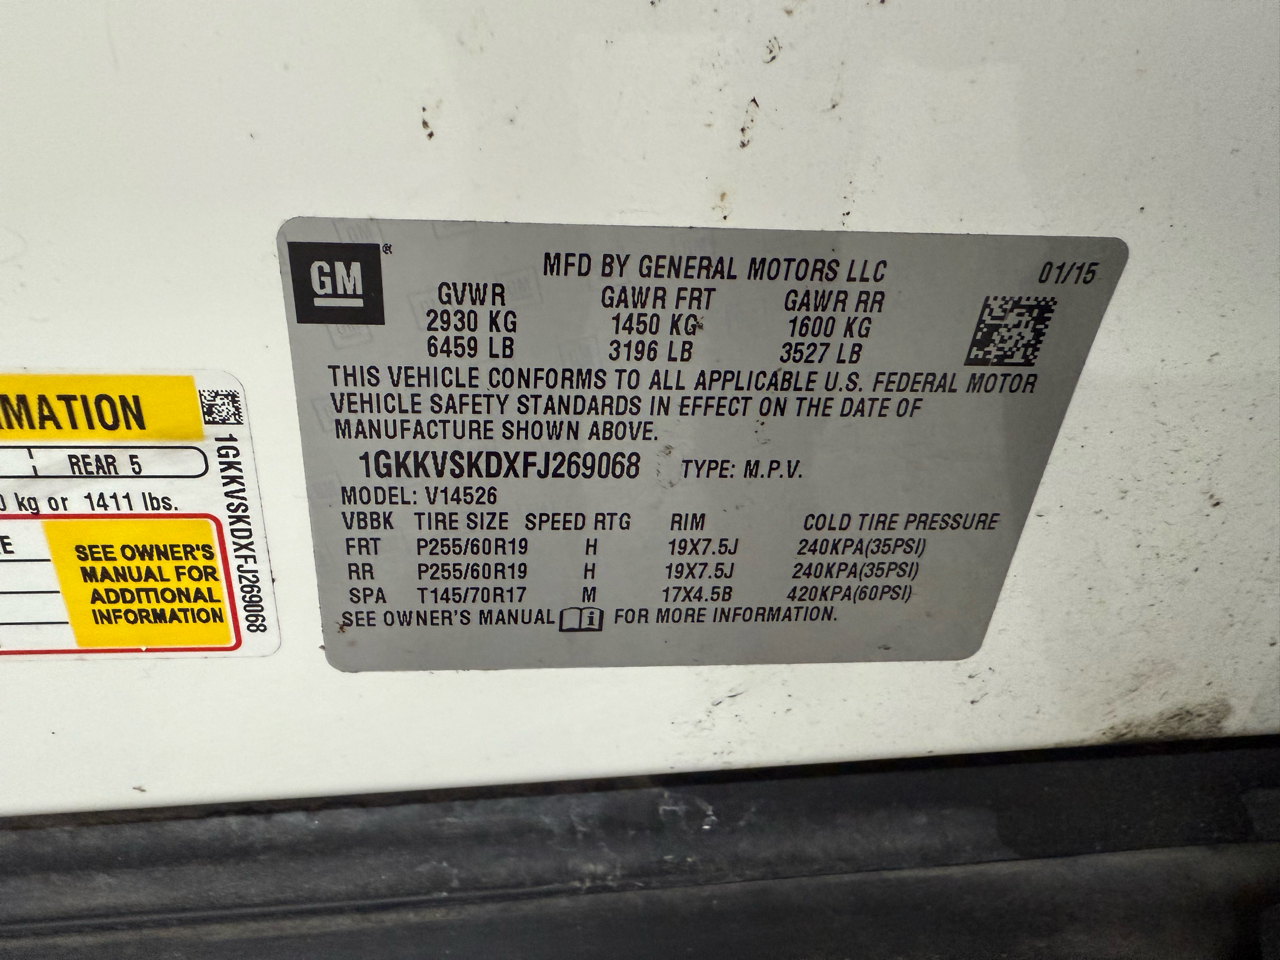 GM®
MFD BY GENERAL MOTORS LLC 01/15
GVWR GAWR FRT GAWR RR
2930 KG 1450 KG 1600 KG
6459 LB 3196 LB 3527 LB
THIS VEHICLE CONFORMS TO ALL APPLICABLE U.S. FEDERAL MOTOR
VEHICLE SAFETY STANDARDS IN EFFECT ON THE DATE OF
MANUFACTURE SHOWN ABOVE.
1GKKVSKDXFJ269068 TYPE: M.P.V.
MODEL: V14526
VBBK TIRE SIZE SPEED RTG RIM COLD TIRE PRESSURE
FRT P255/60R19 H 19X7.5J 240KPA(35PSI)
RR P255/60R19 H 19X7.5J 240KPA(35PSI)
SPA T145/70R17 M 17X4.5B 420KPA(60PSI)
SEE OWNER'S MANUAL i FOR MORE INFORMATION.
MATION
REAR 5
kg or 1411 lbs.
SEE OWNER'S
MANUAL FOR
ADDITIONAL
INFORMATION
1GKKVSKDXFJ269068